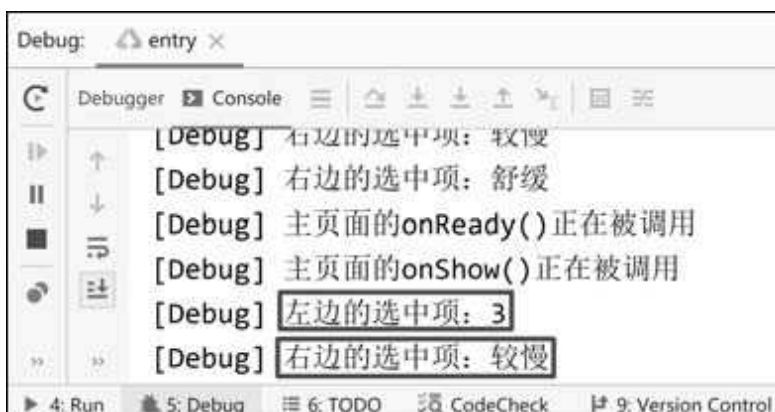 Debug: entry ×
Debugger Console
[Debug] 右边的选中项：较慢
[Debug] 右边的选中项：舒缓
[Debug] 主页面的onReady()正在被调用
[Debug] 主页面的onShow()正在被调用
[Debug] 左边的选中项：3
[Debug] 右边的选中项：较慢
4: Run 5: Debug 6: TODO CodeCheck 9: Version Control